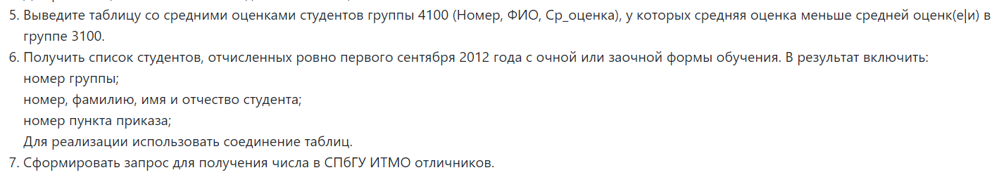 5. Выведите таблицу со средними оценками студентов группы 4100 (Номер, ФИО, Ср_оценка), у которых средняя оценка меньше средней оценк(е|и) в
группе 3100.
6. Получить список студентов, отчисленных ровно первого сентября 2012 года с очной или заочной формы обучения. В результат включить:
номер группы;
номер, фамилию, имя и отчество студента;
номер пункта приказа;
Для реализации использовать соединение таблиц.
7. Сформировать запрос для получения числа в СПбГУ ИТМО отличников.